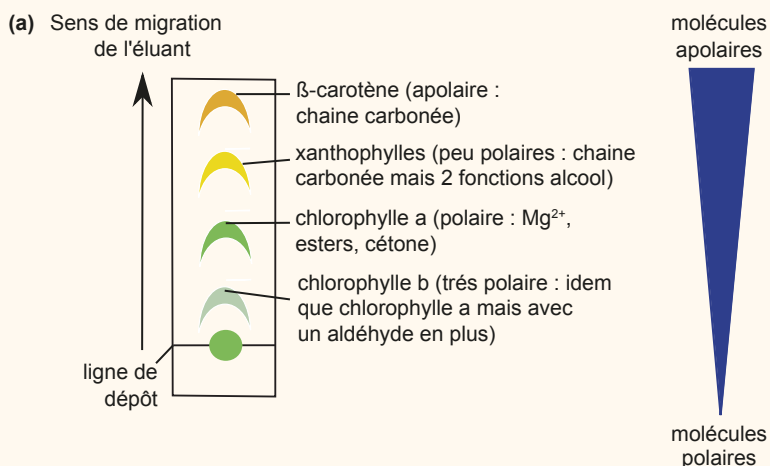 (a) Sens de migration
de l'éluant
molécules
apolaires
ß-carotène (apolaire :
chaine carbonée)
xanthophylles (peu polaires : chaine
carbonée mais 2 fonctions alcool)
chlorophylle a (polaire : Mg²⁺,
esters, cétone)
chlorophylle b (trés polaire : idem
que chlorophylle a mais avec
un aldéhyde en plus)
ligne de
dépôt
molécules
polaires